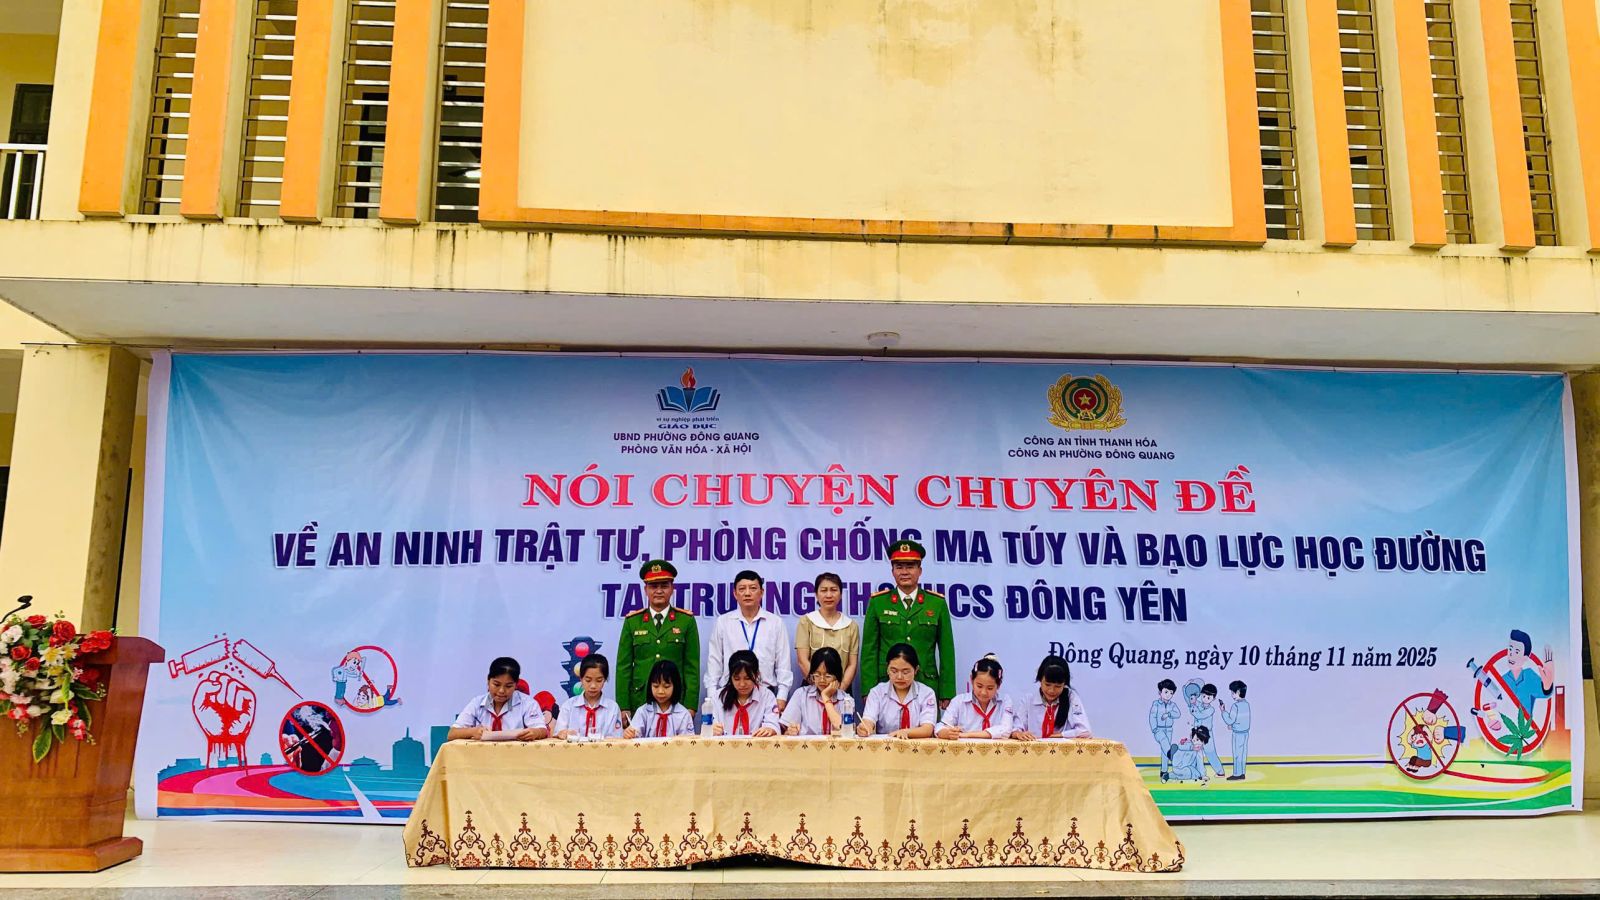 vì sự nghiệp phát triển
GIÁO DỤC
UBND PHƯỜNG ĐÔNG QUANG
PHÒNG VĂN HÓA - XÃ HỘI
CÔNG AN TỈNH THANH HÓA
CÔNG AN PHƯỜNG ĐÔNG QUANG
NÓI CHUYỆN CHUYÊN ĐỀ
VỀ AN NINH TRẬT TỰ, PHÒNG CHỐNG MA TÚY VÀ BẠO LỰC HỌC ĐƯỜNG
TẠI TRƯỜNG TH&THCS ĐÔNG YÊN
Đông Quang, ngày 10 tháng 11 năm 2025